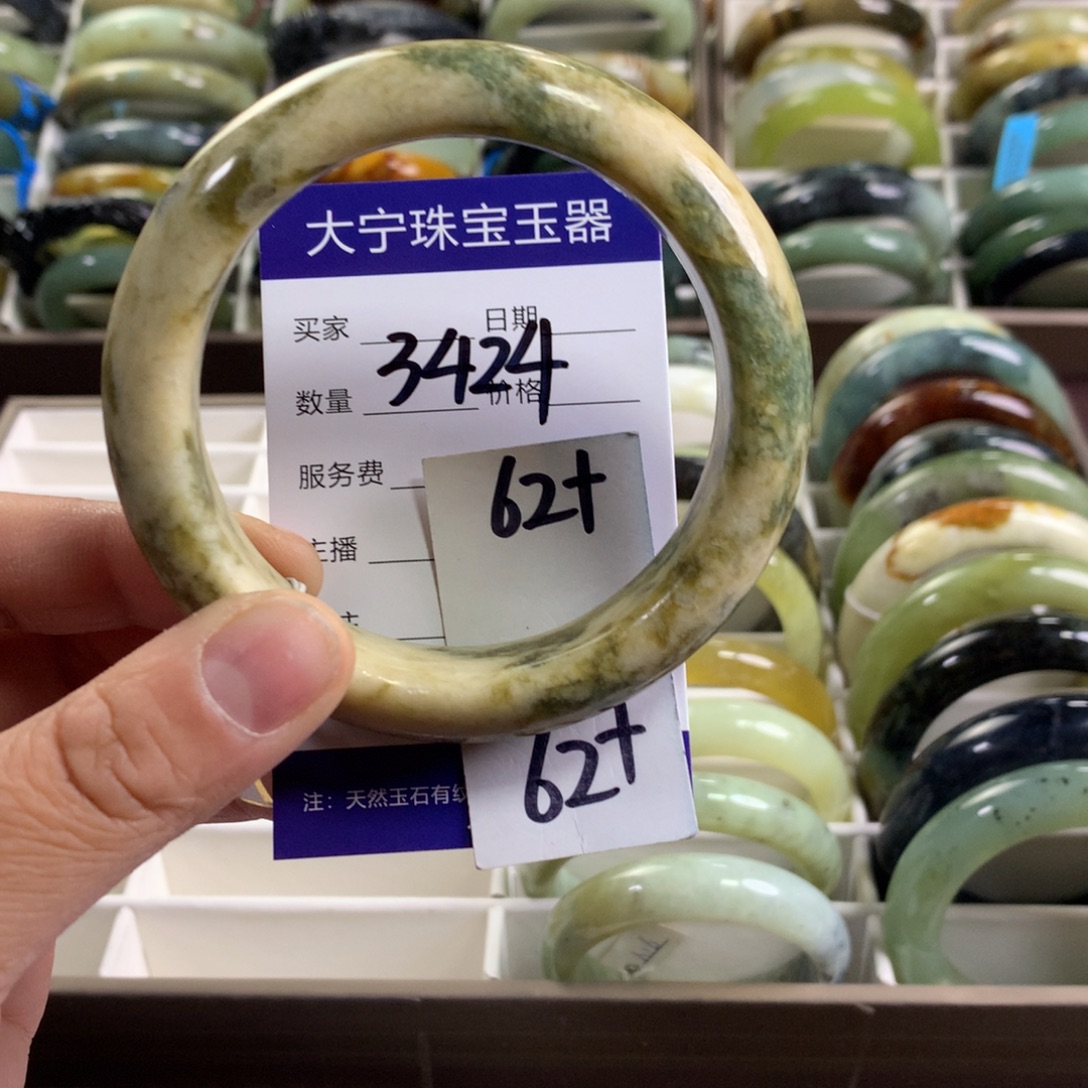 大宁珠宝玉器
买家 日期
3424
数量 价格
服务费
62+
主播
62+
注：天然玉石有纹